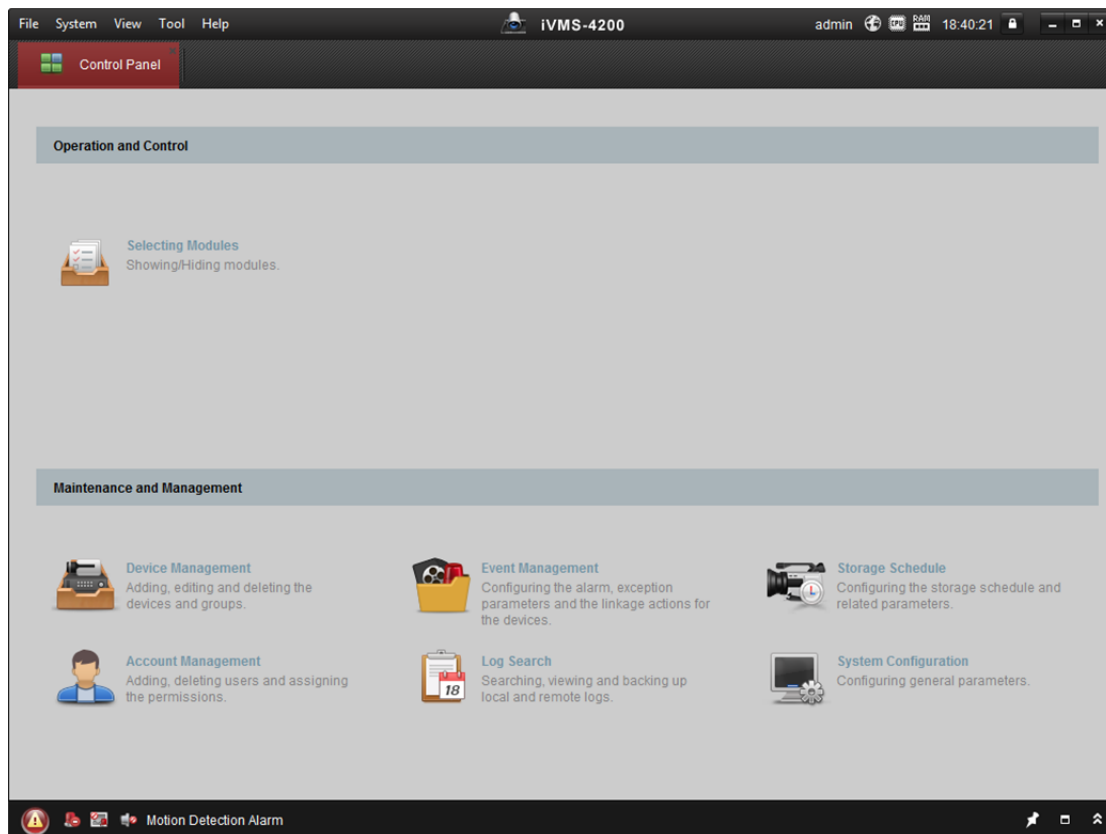 File System View Tool Help iVMS-4200 admin CPU RAM 18:40:21
Control Panel
Operation and Control
Selecting Modules
Showing/Hiding modules.
Maintenance and Management
Device Management
Adding, editing and deleting the
devices and groups.
Event Management
Configuring the alarm, exception
parameters and the linkage actions for
the devices.
Storage Schedule
Configuring the storage schedule and
related parameters.
Account Management
Adding, deleting users and assigning
the permissions.
18
Log Search
Searching, viewing and backing up
local and remote logs.
System Configuration
Configuring general parameters.
Motion Detection Alarm